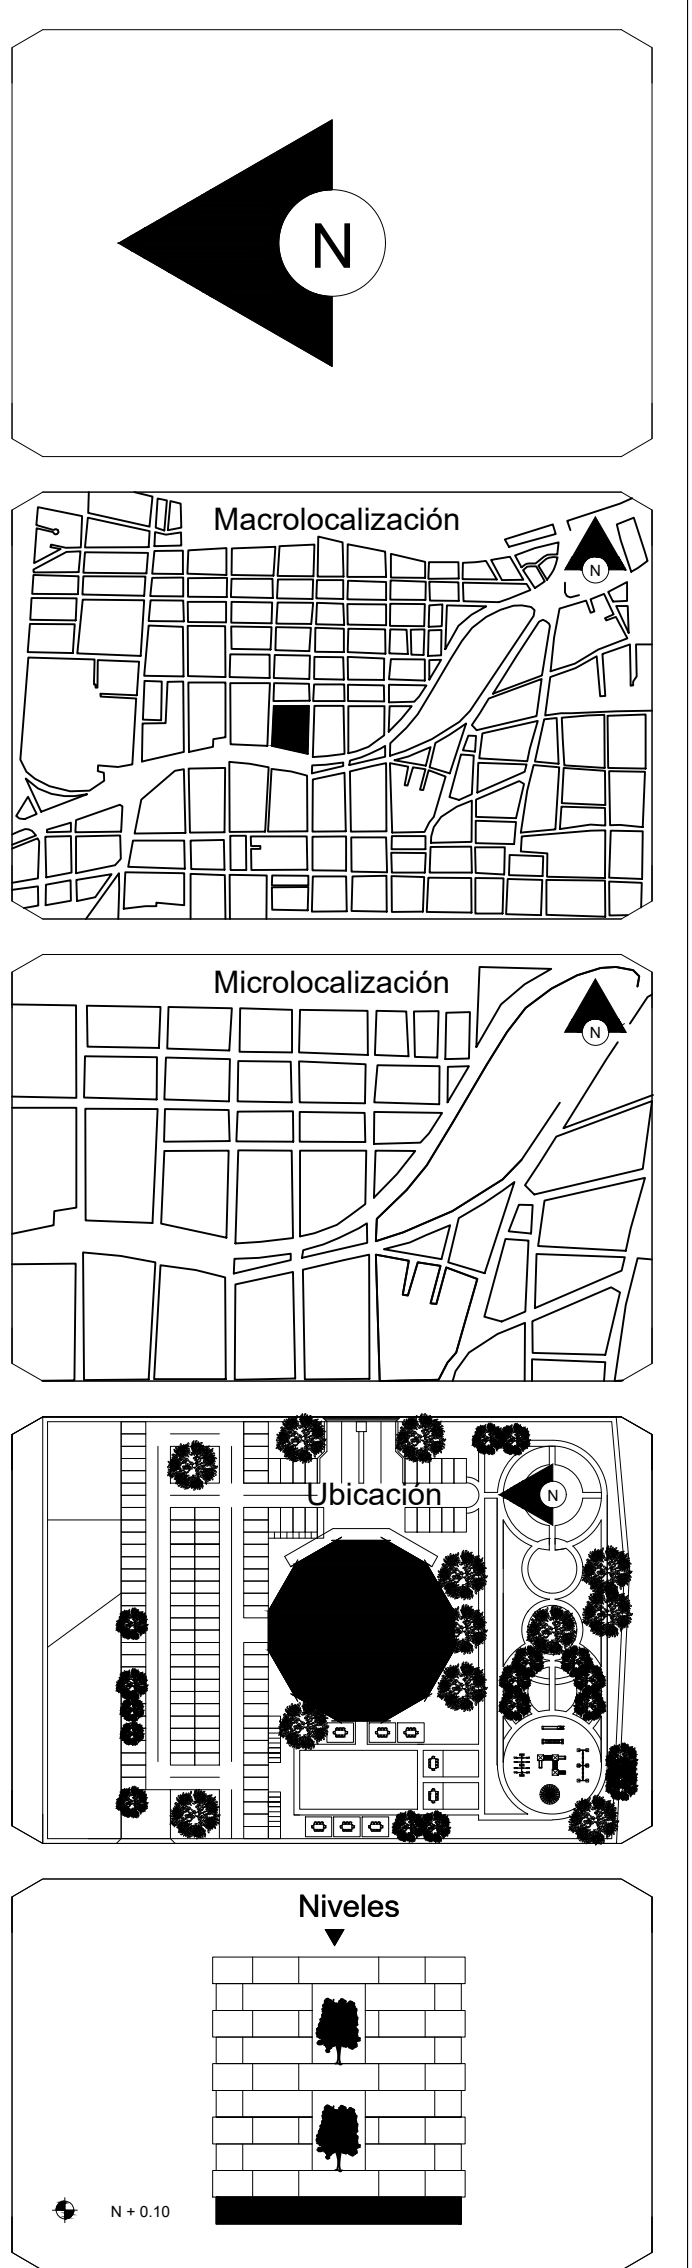 N
Macrolocalización
N
Microlocalización
N
Ubicación
N
Niveles
N + 0.10